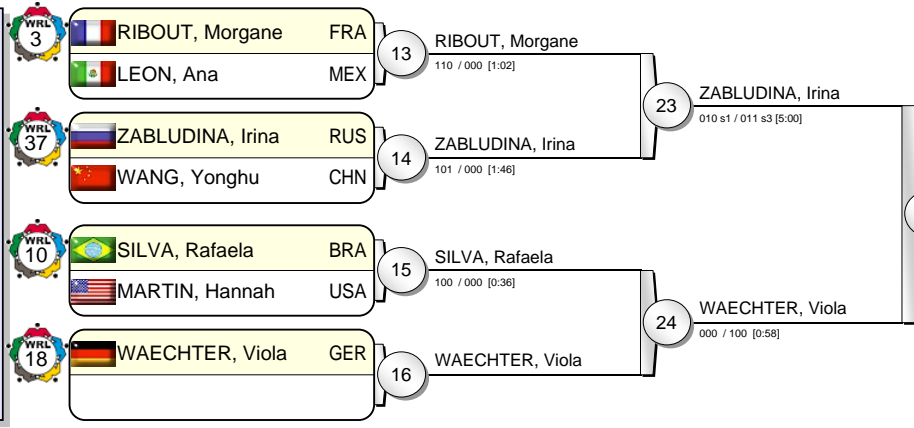 WRL
3
RIBOUT, Morgane FRA
LEON, Ana MEX
13
RIBOUT, Morgane
110 / 000 [1:02]
WRL
37
ZABLUDINA, Irina RUS
WANG, Yonghu CHN
14
ZABLUDINA, Irina
101 / 000 [1:46]
23
ZABLUDINA, Irina
010 s1 / 011 s3 [5:00]
WRL
10
SILVA, Rafaela BRA
MARTIN, Hannah USA
15
SILVA, Rafaela
100 / 000 [0:36]
WRL
18
WAECHTER, Viola GER
16
WAECHTER, Viola
24
WAECHTER, Viola
000 / 100 [0:58]